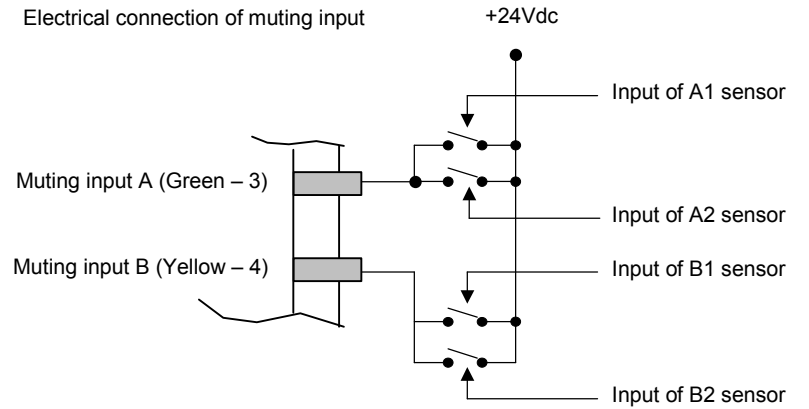 Electrical connection of muting input
+24Vdc
Input of A1 sensor
Muting input A (Green – 3)
Input of A2 sensor
Muting input B (Yellow – 4)
Input of B1 sensor
Input of B2 sensor